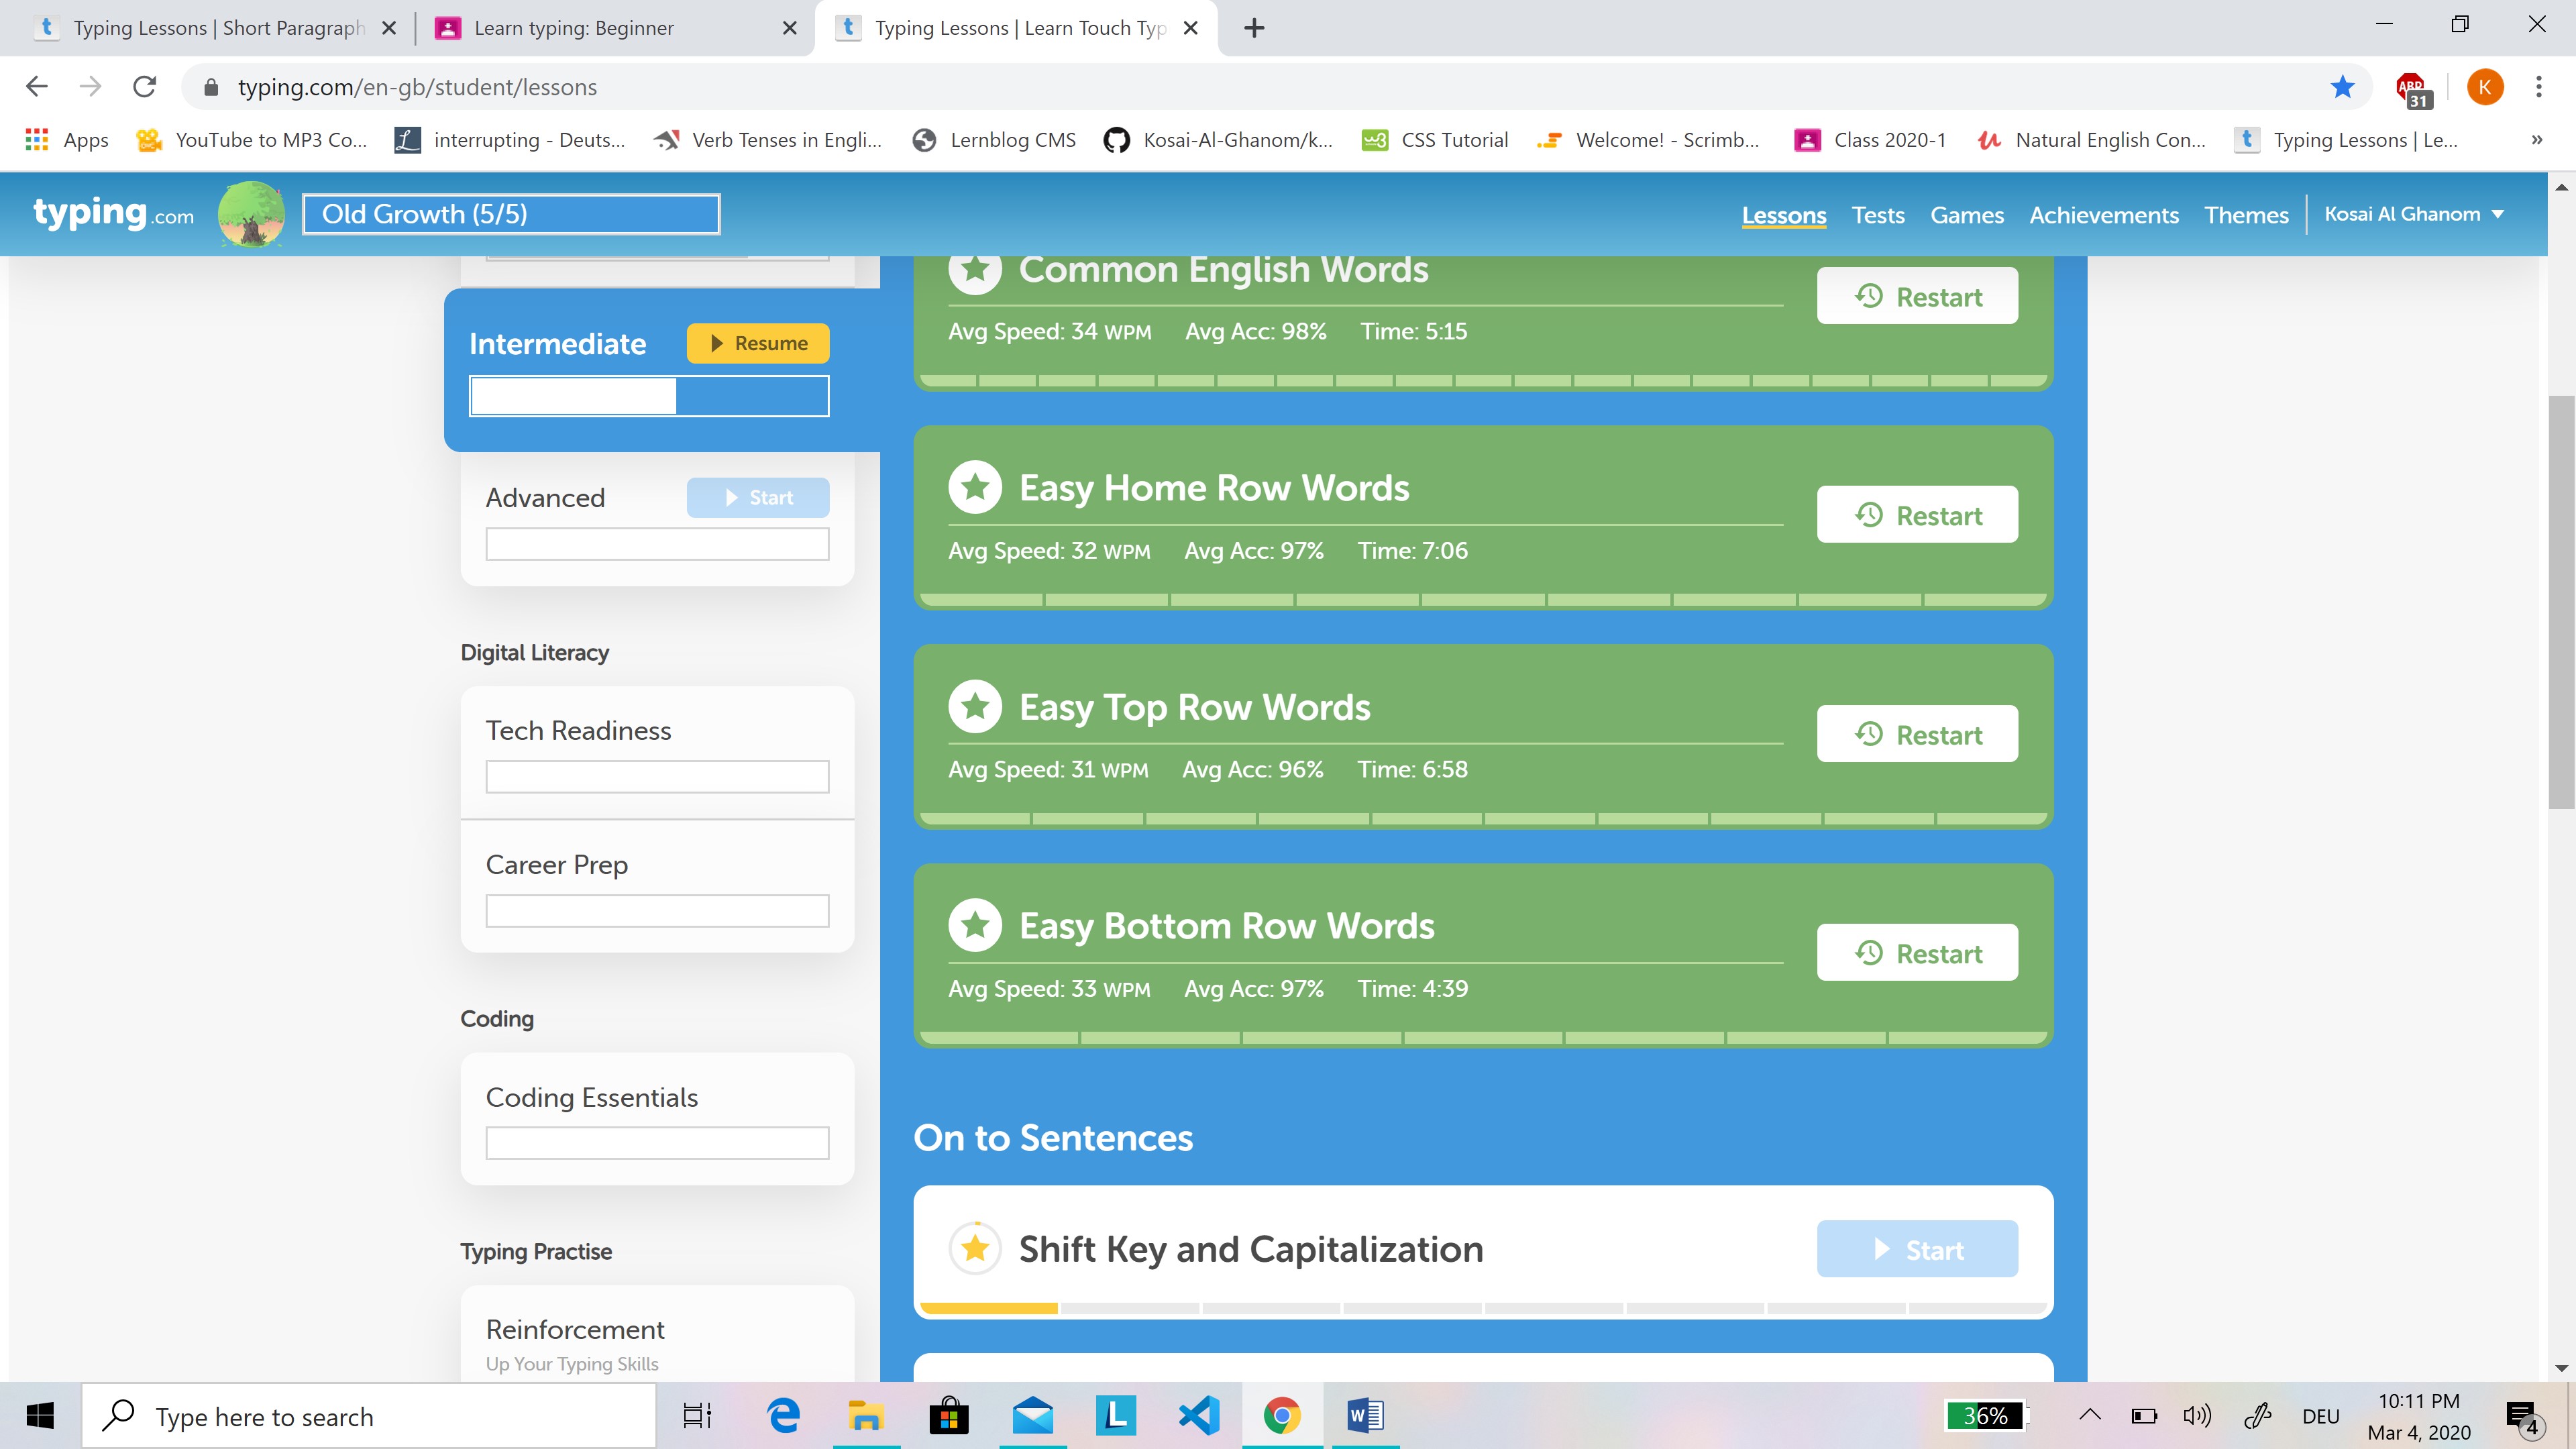 Typing Lessons | Short Paragraph
Learn typing: Beginner
Typing Lessons | Learn Touch Typ
typing.com/en-gb/student/lessons
ABP
31
K
Apps
YouTube to MP3 Co...
interrupting - Deuts...
Verb Tenses in Engli...
Lernblog CMS
Kosai-Al-Ghanom/k...
CSS Tutorial
Welcome! - Scrimb...
Class 2020-1
Natural English Con...
Typing Lessons | Le...
»
typing.com
Old Growth (5/5)
Lessons
Tests
Games
Achievements
Themes
Kosai Al Ghanom
Intermediate
Resume
Advanced
Start
Digital Literacy
Tech Readiness
Career Prep
Coding
Coding Essentials
Typing Practise
Reinforcement
Up Your Typing Skills
Common English Words
Restart
Avg Speed: 34 WPM Avg Acc: 98% Time: 5:15
Easy Home Row Words
Restart
Avg Speed: 32 WPM Avg Acc: 97% Time: 7:06
Easy Top Row Words
Restart
Avg Speed: 31 WPM Avg Acc: 96% Time: 6:58
Easy Bottom Row Words
Restart
Avg Speed: 33 WPM Avg Acc: 97% Time: 4:39
On to Sentences
Shift Key and Capitalization
Start
Type here to search
36%
DEU
10:11 PM
Mar 4, 2020
4